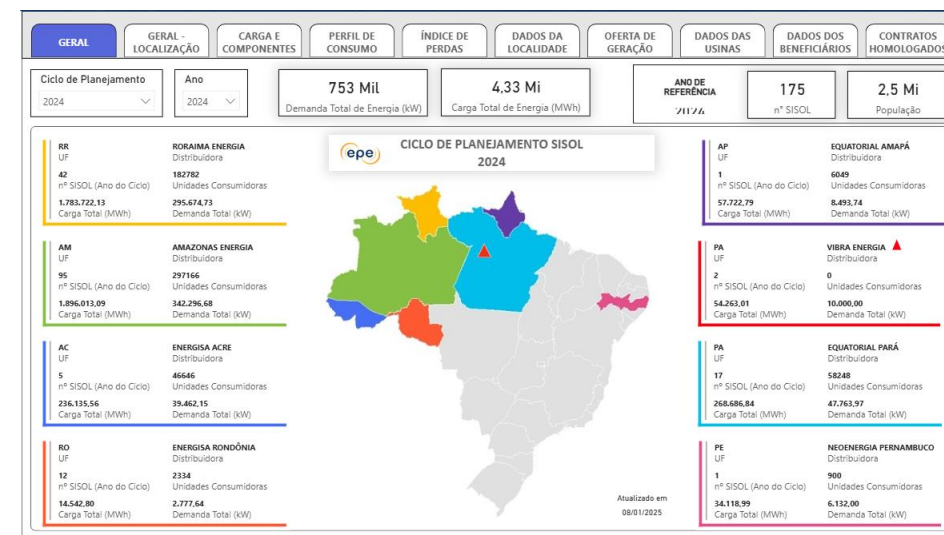 GERAL
GERAL -
LOCALIZAÇÃO
CARGA E
COMPONENTES
PERFIL DE
CONSUMO
ÍNDICE DE
PERDAS
DADOS DA
LOCALIDADE
OFERTA DE
GERAÇÃO
DADOS DAS
USINAS
DADOS DOS
BENEFICIÁRIOS
CONTRATOS
HOMOLOGADOS
Ciclo de Planejamento
2024
Ano
2024
753 Mil
Demanda Total de Energia (kW)
4,33 Mi
Carga Total de Energia (MWh)
ANO DE
REFERÊNCIA
2024
175
n° SISOL
2,5 Mi
População
epe
CICLO DE PLANEJAMENTO SISOL
2024
RR RORAIMA ENERGIA
UF Distribuidora
42 182782
nº SISOL (Ano do Ciclo) Unidades Consumidoras
1.783.722,13 295.674,73
Carga Total (MWh) Demanda Total (kW)
AM AMAZONAS ENERGIA
UF Distribuidora
95 297166
nº SISOL (Ano do Ciclo) Unidades Consumidoras
1.896.013,09 342.296,68
Carga Total (MWh) Demanda Total (kW)
AC ENERGISA ACRE
UF Distribuidora
5 46646
nº SISOL (Ano do Ciclo) Unidades Consumidoras
236.135,56 39.462,15
Carga Total (MWh) Demanda Total (kW)
RO ENERGISA RONDÔNIA
UF Distribuidora
12 2334
nº SISOL (Ano do Ciclo) Unidades Consumidoras
14.542,80 2.777,64
Carga Total (MWh) Demanda Total (kW)
AP EQUATORIAL AMAPÁ
UF Distribuidora
1 6049
nº SISOL (Ano do Ciclo) Unidades Consumidoras
57.722,79 8.493,74
Carga Total (MWh) Demanda Total (kW)
PA VIBRA ENERGIA
UF Distribuidora
2 0
nº SISOL (Ano do Ciclo) Unidades Consumidoras
54.263,01 10.000,00
Carga Total (MWh) Demanda Total (kW)
PA EQUATORIAL PARÁ
UF Distribuidora
17 58248
nº SISOL (Ano do Ciclo) Unidades Consumidoras
268.686,84 47.763,97
Carga Total (MWh) Demanda Total (kW)
PE NEOENERGIA PERNAMBUCO
UF Distribuidora
1 900
nº SISOL (Ano do Ciclo) Unidades Consumidoras
34.118,99 6.132,00
Carga Total (MWh) Demanda Total (kW)
Atualizado em
08/01/2025